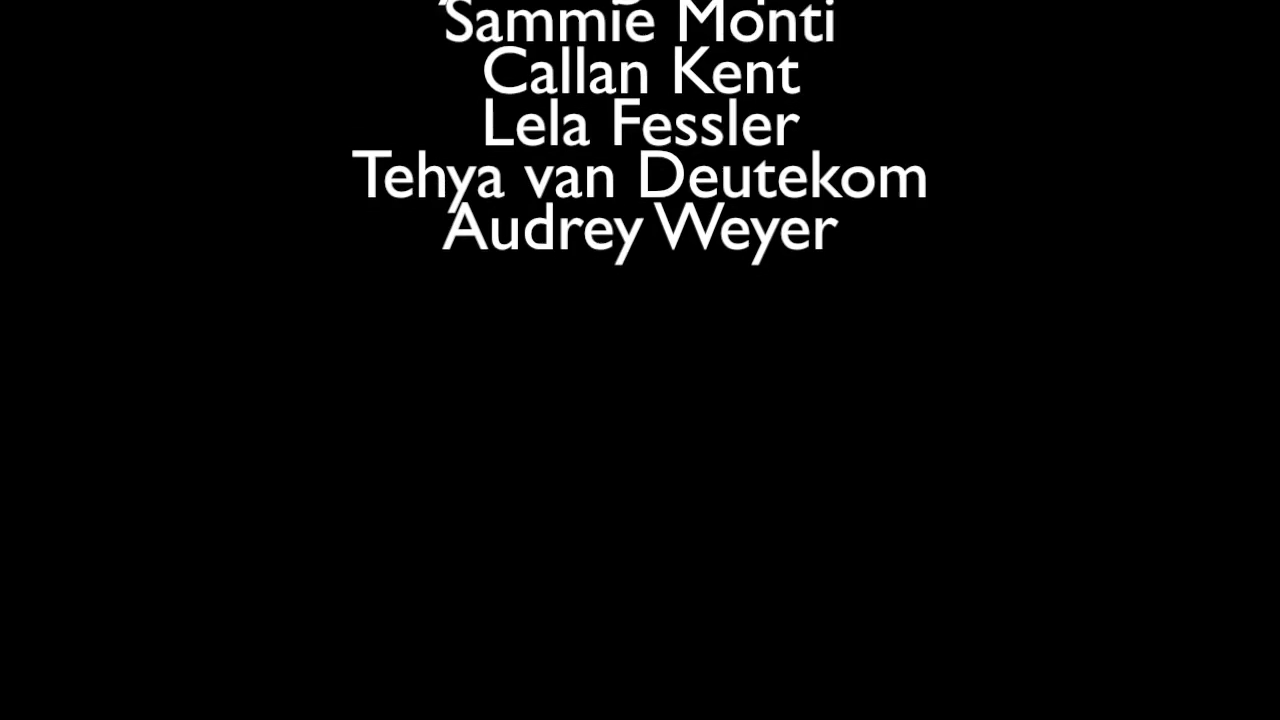 Sammie Monti
Callan Kent
Lela Fessler
Tehya van Deutekom
Audrey Weyer